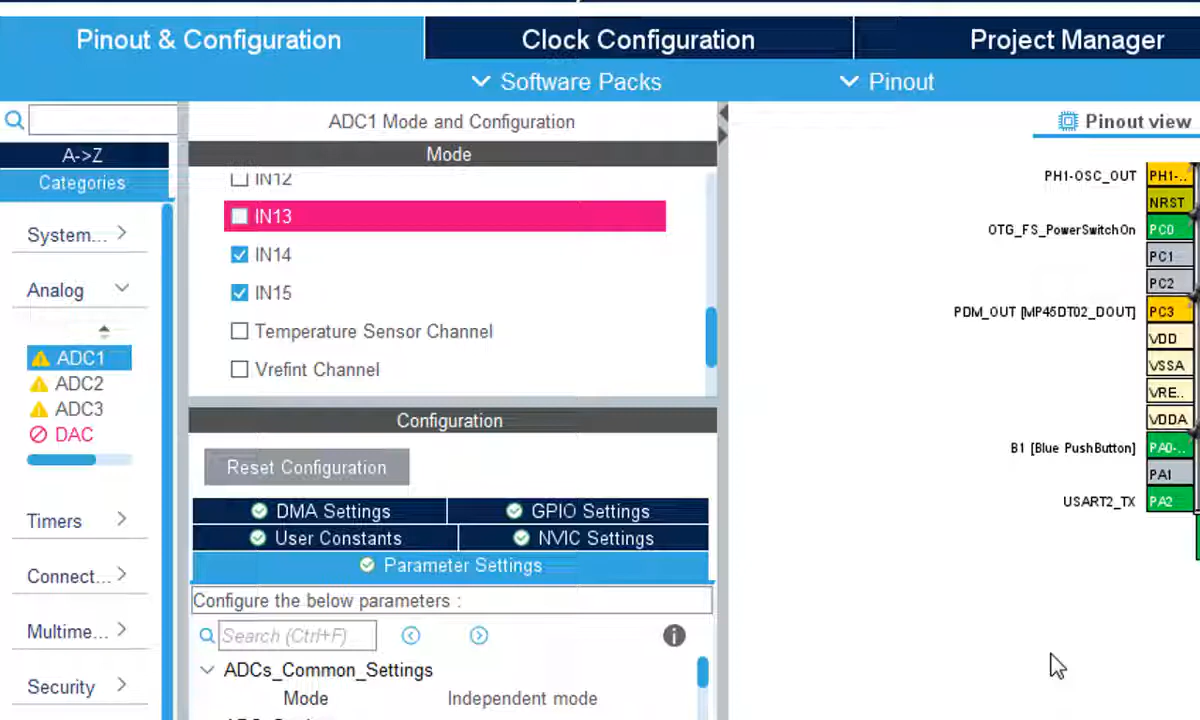 Pinout & Configuration
Clock Configuration
Project Manager
Software Packs
Pinout
A->Z
Categories
System...
Analog
ADC1
ADC2
ADC3
DAC
Timers
Connect...
Multime...
Security
ADC1 Mode and Configuration
Mode
IN12
IN13
IN14
IN15
Temperature Sensor Channel
Vrefint Channel
Configuration
Reset Configuration
DMA Settings
GPIO Settings
User Constants
NVIC Settings
Parameter Settings
Configure the below parameters :
Search (Ctrl+F)
ADCs_Common_Settings
Mode
Independent mode
Pinout view
PH1-OSC_OUT
PH1-..
NRST
OTG_FS_PowerSwitchOn
PC0
PC1
PC2
PDM_OUT [MP45DT02_DOUT]
PC3
VDD
VSSA
VRE..
VDDA
B1 [Blue PushButton]
PA0-..
PA1
USART2_TX
PA2